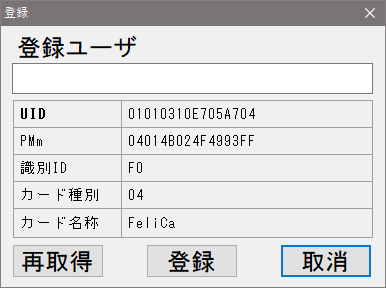 登録
登録ユーザ
UID 01010310E705A704
PMm 04014B024F4993FF
識別ID F0
カード種別 04
カード名称 FeliCa
再取得 登録 取消